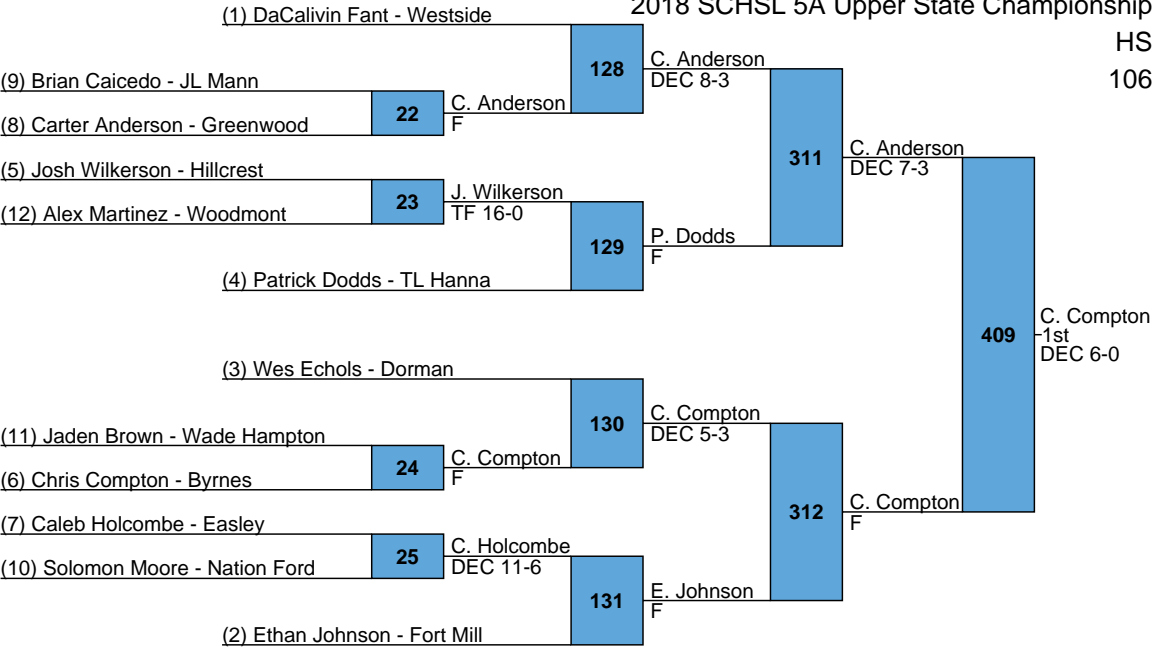 2018 SCHSL 5A Upper State Championship
HS
106
(1) DaCalivin Fant - Westside
128
C. Anderson
DEC 8-3
(9) Brian Caicedo - JL Mann
22
C. Anderson
F
(8) Carter Anderson - Greenwood
311
C. Anderson
DEC 7-3
(5) Josh Wilkerson - Hillcrest
23
J. Wilkerson
TF 16-0
(12) Alex Martinez - Woodmont
129
P. Dodds
F
(4) Patrick Dodds - TL Hanna
409
C. Compton
1st
DEC 6-0
(3) Wes Echols - Dorman
130
C. Compton
DEC 5-3
(11) Jaden Brown - Wade Hampton
24
C. Compton
F
(6) Chris Compton - Byrnes
312
C. Compton
F
(7) Caleb Holcombe - Easley
25
C. Holcombe
DEC 11-6
(10) Solomon Moore - Nation Ford
131
E. Johnson
F
(2) Ethan Johnson - Fort Mill